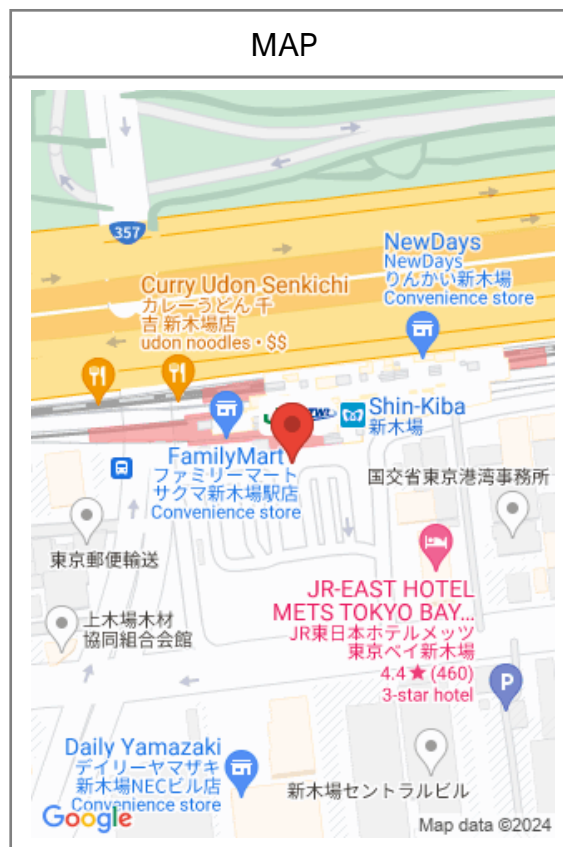 MAP
357
NewDays
NewDays
りんかい新木場
Convenience store
Curry Udon Senkichi
カレーうどん 千
吉 新木場店
udon noodles • $$
TWR
Shin-Kiba
新木場
FamilyMart
ファミリーマート
サクマ新木場駅店
Convenience store
国交省東京港湾事務所
東京郵便輸送
JR-EAST HOTEL
METS TOKYO BAY...
JR東日本ホテルメッツ
東京ベイ新木場
4.4★(460)
3-star hotel
上木場木材
協同組合会館
P
Daily Yamazaki
デイリーヤマザキ
新木場NECビル店
Convenience store
新木場セントラルビル
Google
Map data ©2024